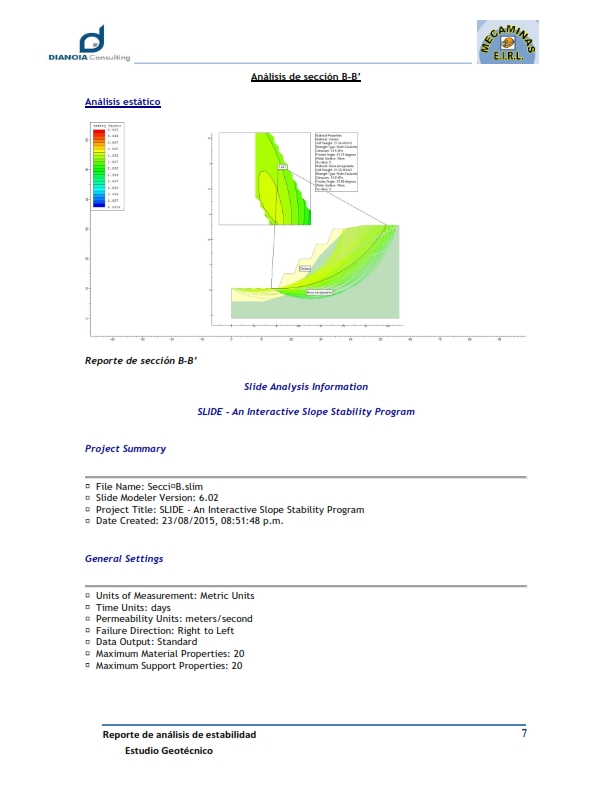 DIANOIA Consulting
MECAMINAS
E.I.R.L.
Análisis de sección B-B’
Análisis estático
Safety Factor
Reporte de sección B-B’
Slide Analysis Information
SLIDE - An Interactive Slope Stability Program
Project Summary
File Name: Secci¤B.slim
Slide Modeler Version: 6.02
Project Title: SLIDE - An Interactive Slope Stability Program
Date Created: 23/08/2015, 08:51:48 p.m.
General Settings
Units of Measurement: Metric Units
Time Units: days
Permeability Units: meters/second
Failure Direction: Right to Left
Data Output: Standard
Maximum Material Properties: 20
Maximum Support Properties: 20
Reporte de análisis de estabilidad
7
Estudio Geotécnico